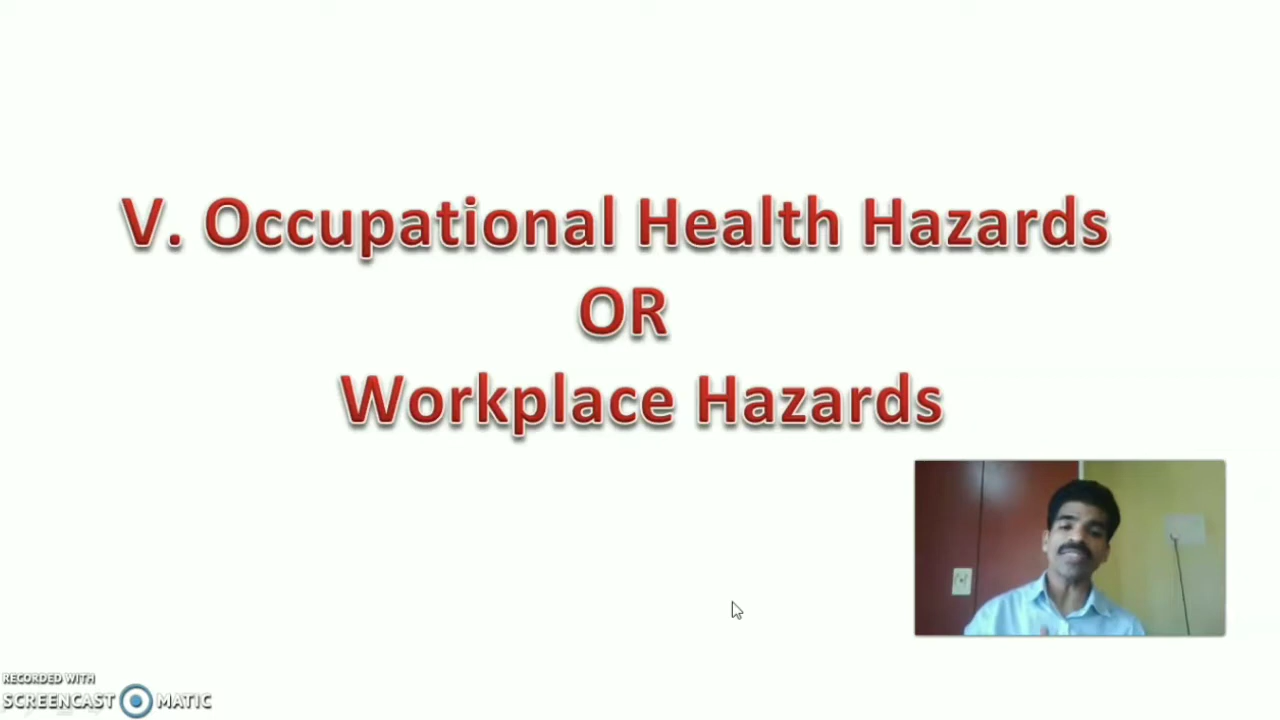 V. Occupational Health Hazards
OR
Workplace Hazards
RECORDED WITH
SCREENCAST MATIC